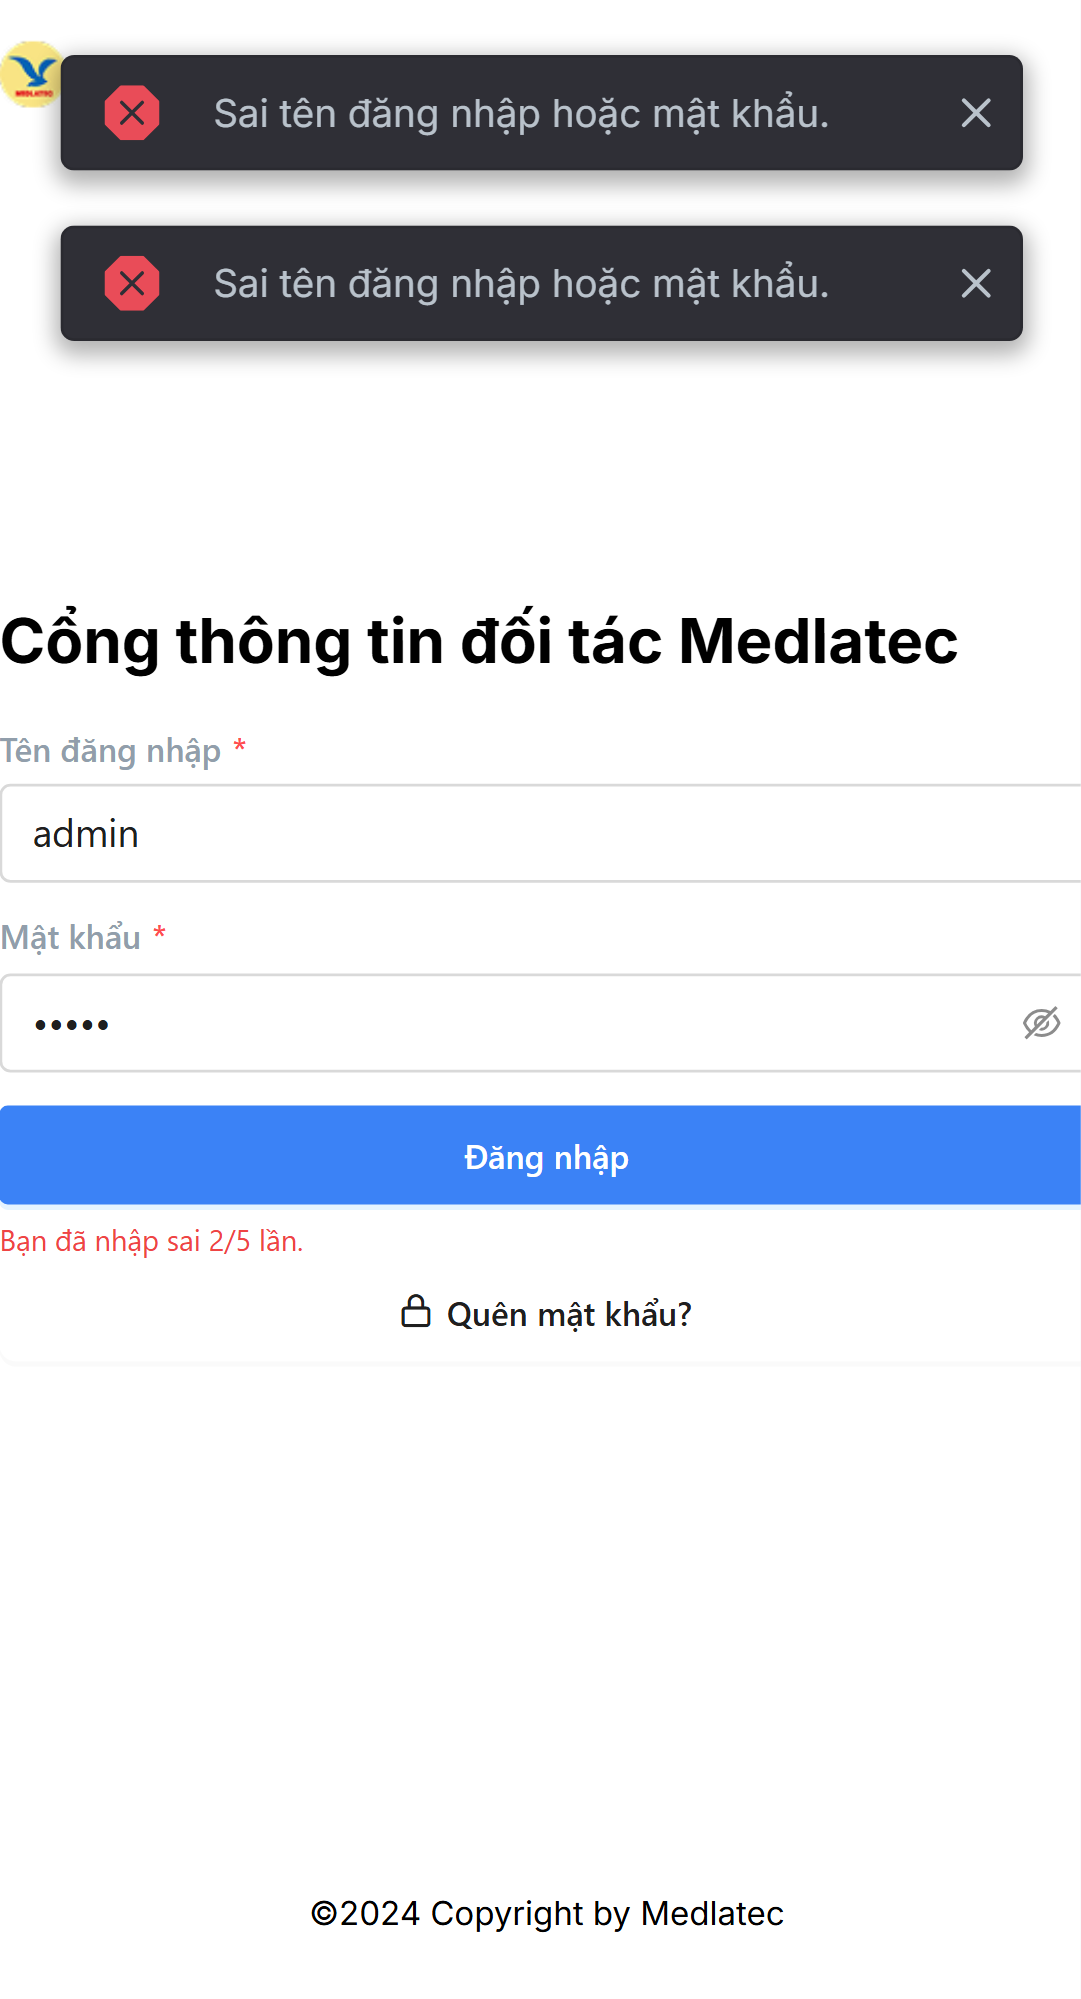 MEDLATEC
Sai tên đăng nhập hoặc mật khẩu.
Sai tên đăng nhập hoặc mật khẩu.
Cổng thông tin đối tác Medlatec
Tên đăng nhập *
admin
Mật khẩu *
•••••
Đăng nhập
Bạn đã nhập sai 2/5 lần.
Quên mật khẩu?
©2024 Copyright by Medlatec